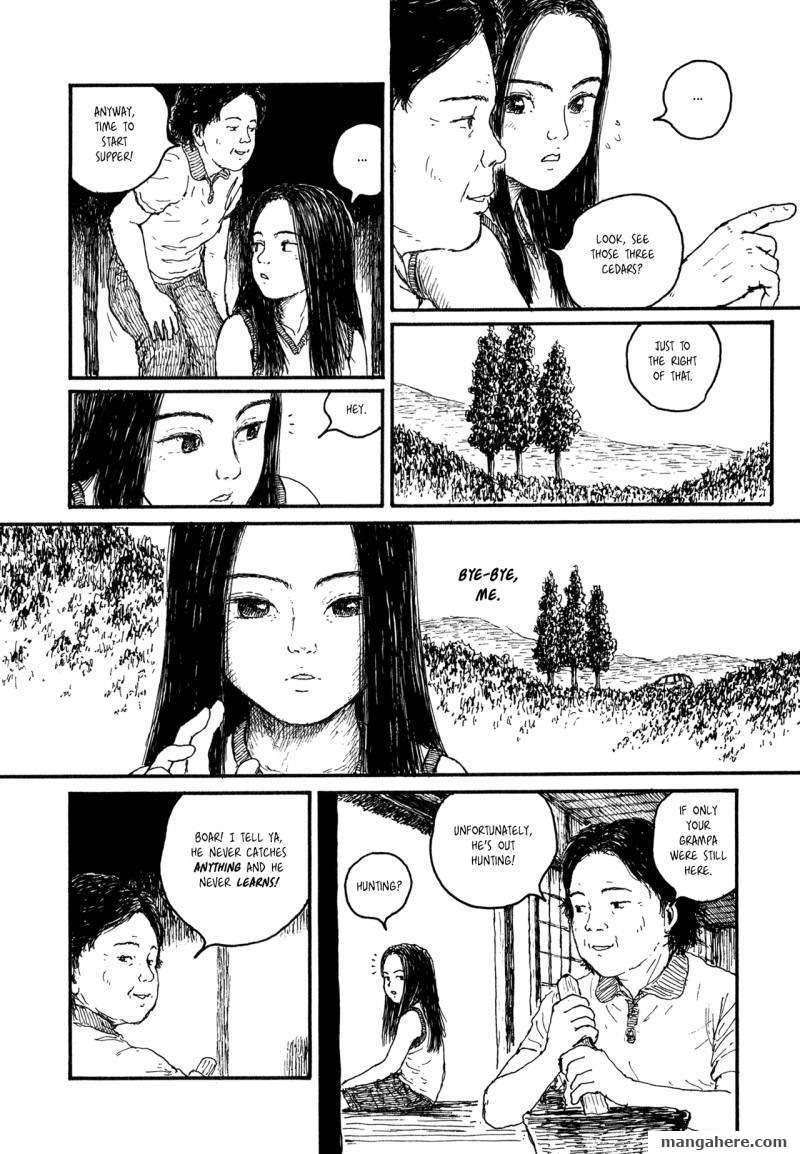 ...
LOOK, SEE
THOSE THREE
CEDARS?
JUST TO
THE RIGHT
OF THAT.
ANYWAY,
TIME TO
START
SUPPER!
...
HEY.
BYE-BYE,
ME.
IF ONLY
YOUR
GRAMPA
WERE STILL
HERE.
UNFORTUNATELY,
HE'S OUT
HUNTING!
HUNTING?
BOAR! I TELL YA,
HE NEVER CATCHES
ANYTHING AND HE
NEVER LEARNS!
mangahere.com